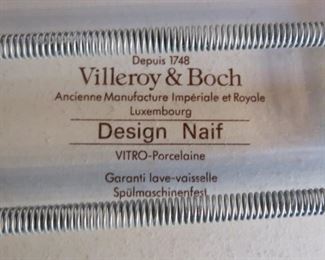 Depuis 1748
Villeroy & Boch
Ancienne Manufacture Impériale et Royale
Luxembourg
Design Naif
VITRO-Porcelaine
Garanti lave-vaisselle
Spülmaschinenfest